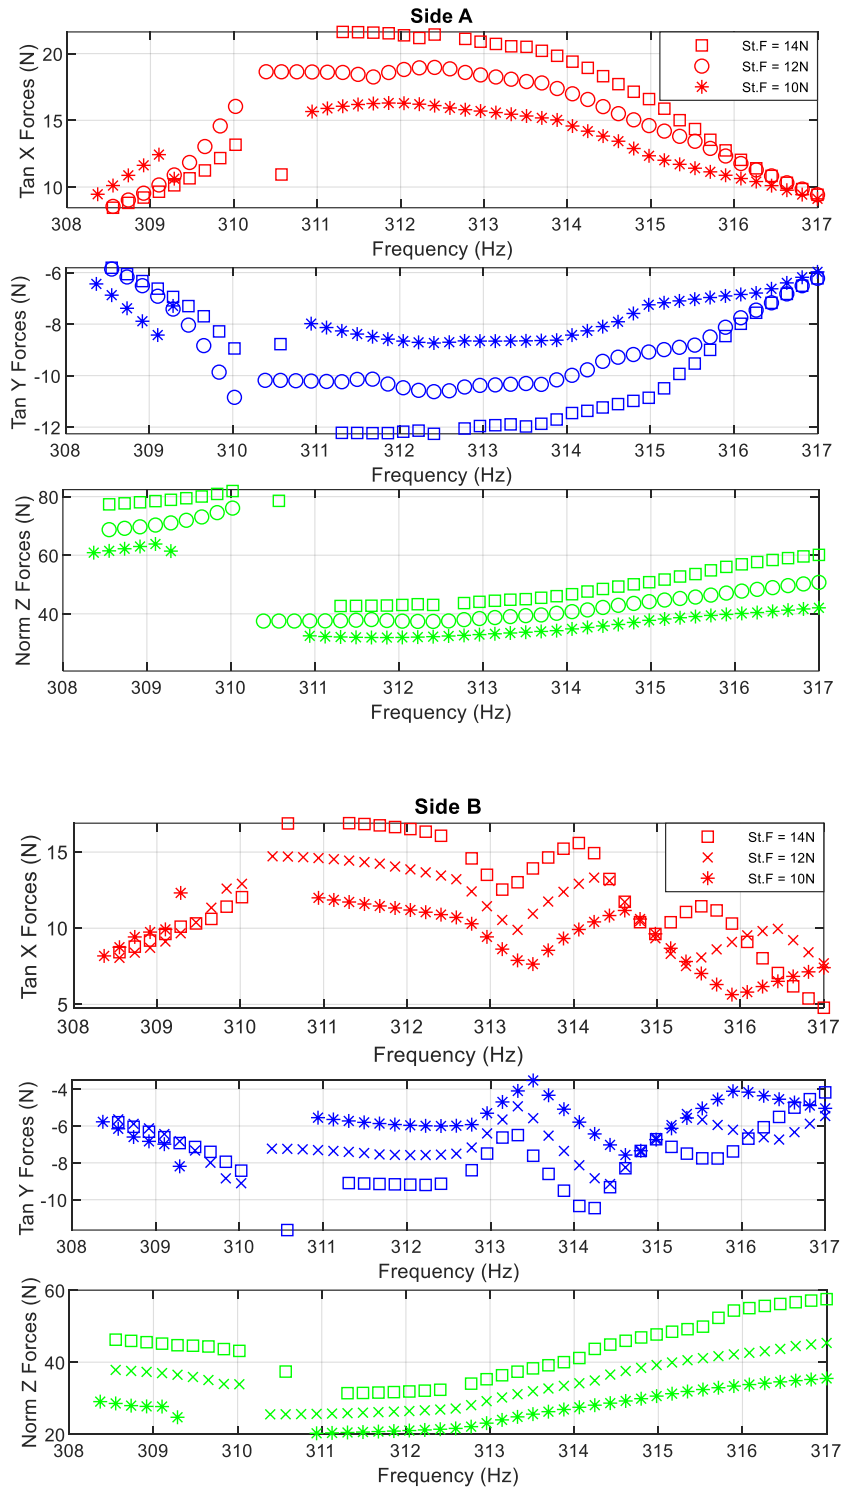 Side A
Tan X Forces (N)
20
15
10
St.F = 14N
St.F = 12N
St.F = 10N
308 309 310 311 312 313 314 315 316 317
Frequency (Hz)
Tan Y Forces (N)
-6
-8
-10
-12
308 309 310 311 312 313 314 315 316 317
Frequency (Hz)
Norm Z Forces (N)
80
60
40
308 309 310 311 312 313 314 315 316 317
Frequency (Hz)
Side B
Tan X Forces (N)
15
10
5
St.F = 14N
St.F = 12N
St.F = 10N
308 309 310 311 312 313 314 315 316 317
Frequency (Hz)
Tan Y Forces (N)
-4
-6
-8
-10
308 309 310 311 312 313 314 315 316 317
Frequency (Hz)
Norm Z Forces (N)
60
40
20
308 309 310 311 312 313 314 315 316 317
Frequency (Hz)